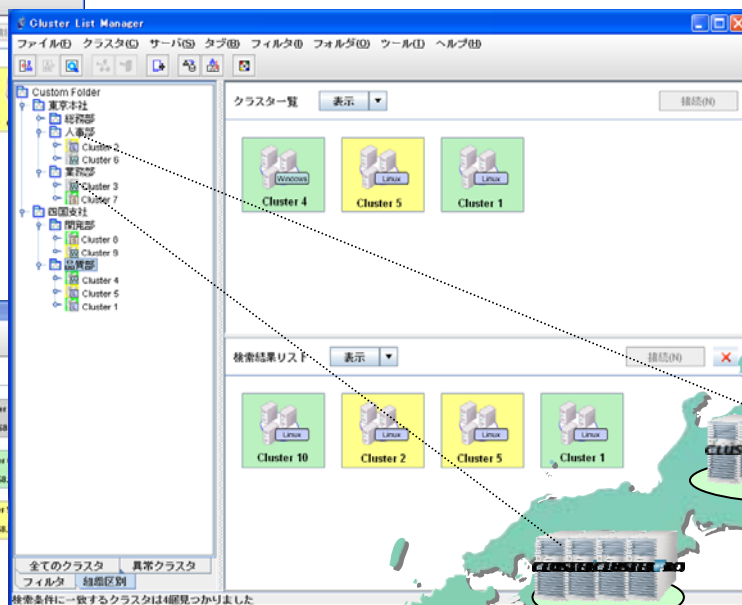 Cluster List Manager
ファイル(F) クラスタ(C) サーバ(S) タブ(B) フィルタ(I) フォルダ(O) ツール(L) ヘルプ(H)
Custom Folder
東京本社
総務部
人事部
Cluster 2
Cluster 6
業務部
Cluster 3
Cluster 7
四国支社
開発部
Cluster 8
Cluster 9
品質部
Cluster 4
Cluster 5
Cluster 1
全てのクラスタ 異常クラスタ
フィルタ 組織区別
クラスター覧 表示 接続(N)
Windows Linux Linux
Cluster 4 Cluster 5 Cluster 1
検索結果リスト 表示 接続(N)
Linux Linux Linux Linux
Cluster 10 Cluster 2 Cluster 5 Cluster 1
検索条件に一致するクラスタは4個見つかりました